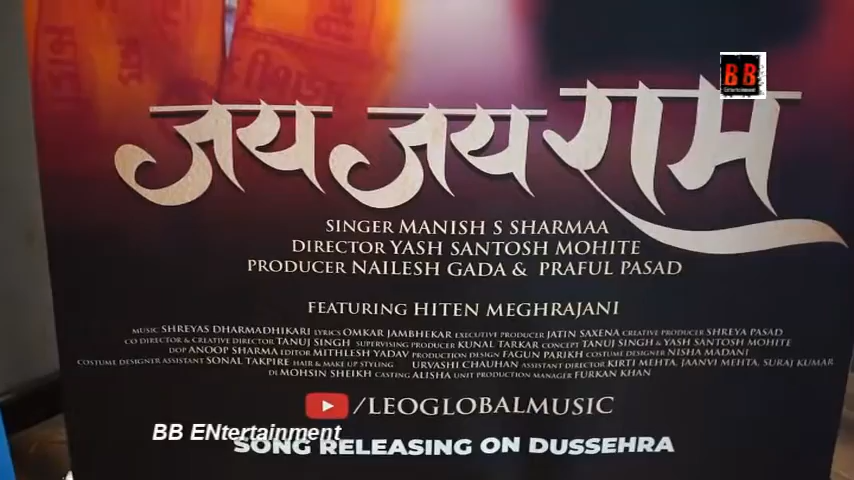 BB
Entertainment
जय जय राम
SINGER MANISH S SHARMAA
DIRECTOR YASH SANTOSH MOHITE
PRODUCER NAILESH GADA & PRAFUL PASAD
FEATURING HITEN MEGHRAJANI
MUSIC SHREYAS DHARMADHIKARI LYRICS OMKAR JAMBHEKAR EXECUTIVE PRODUCER JATIN SAXENA CREATIVE PRODUCER SHREYA PASAD
CO DIRECTOR & CREATIVE DIRECTOR TANUJ SINGH SUPERVISING PRODUCER KUNAL TARKAR CONCEPT TANUJ SINGH & YASH SANTOSH MOHITE
DOP ANOOP SHARMA EDITOR MITHLESH YADAV PRODUCTION DESIGN FAGUN PARIKH COSTUME DESIGNER NISHA MADANI
COSTUME DESIGNER ASSISTANT SONAL TAKPIRE HAIR & MAKE UP STYLING URVASHI CHAUHAN ASSISTANT DIRECTOR KIRTI MEHTA, JAANVI MEHTA, SURAJ KUMAR
DI MOHSIN SHEIKH CASTING ALISHA UNIT PRODUCTION MANAGER FURKAN KHAN
/LEOGLOBALMUSIC
BB ENtertainment
SONG RELEASING ON DUSSEHRA